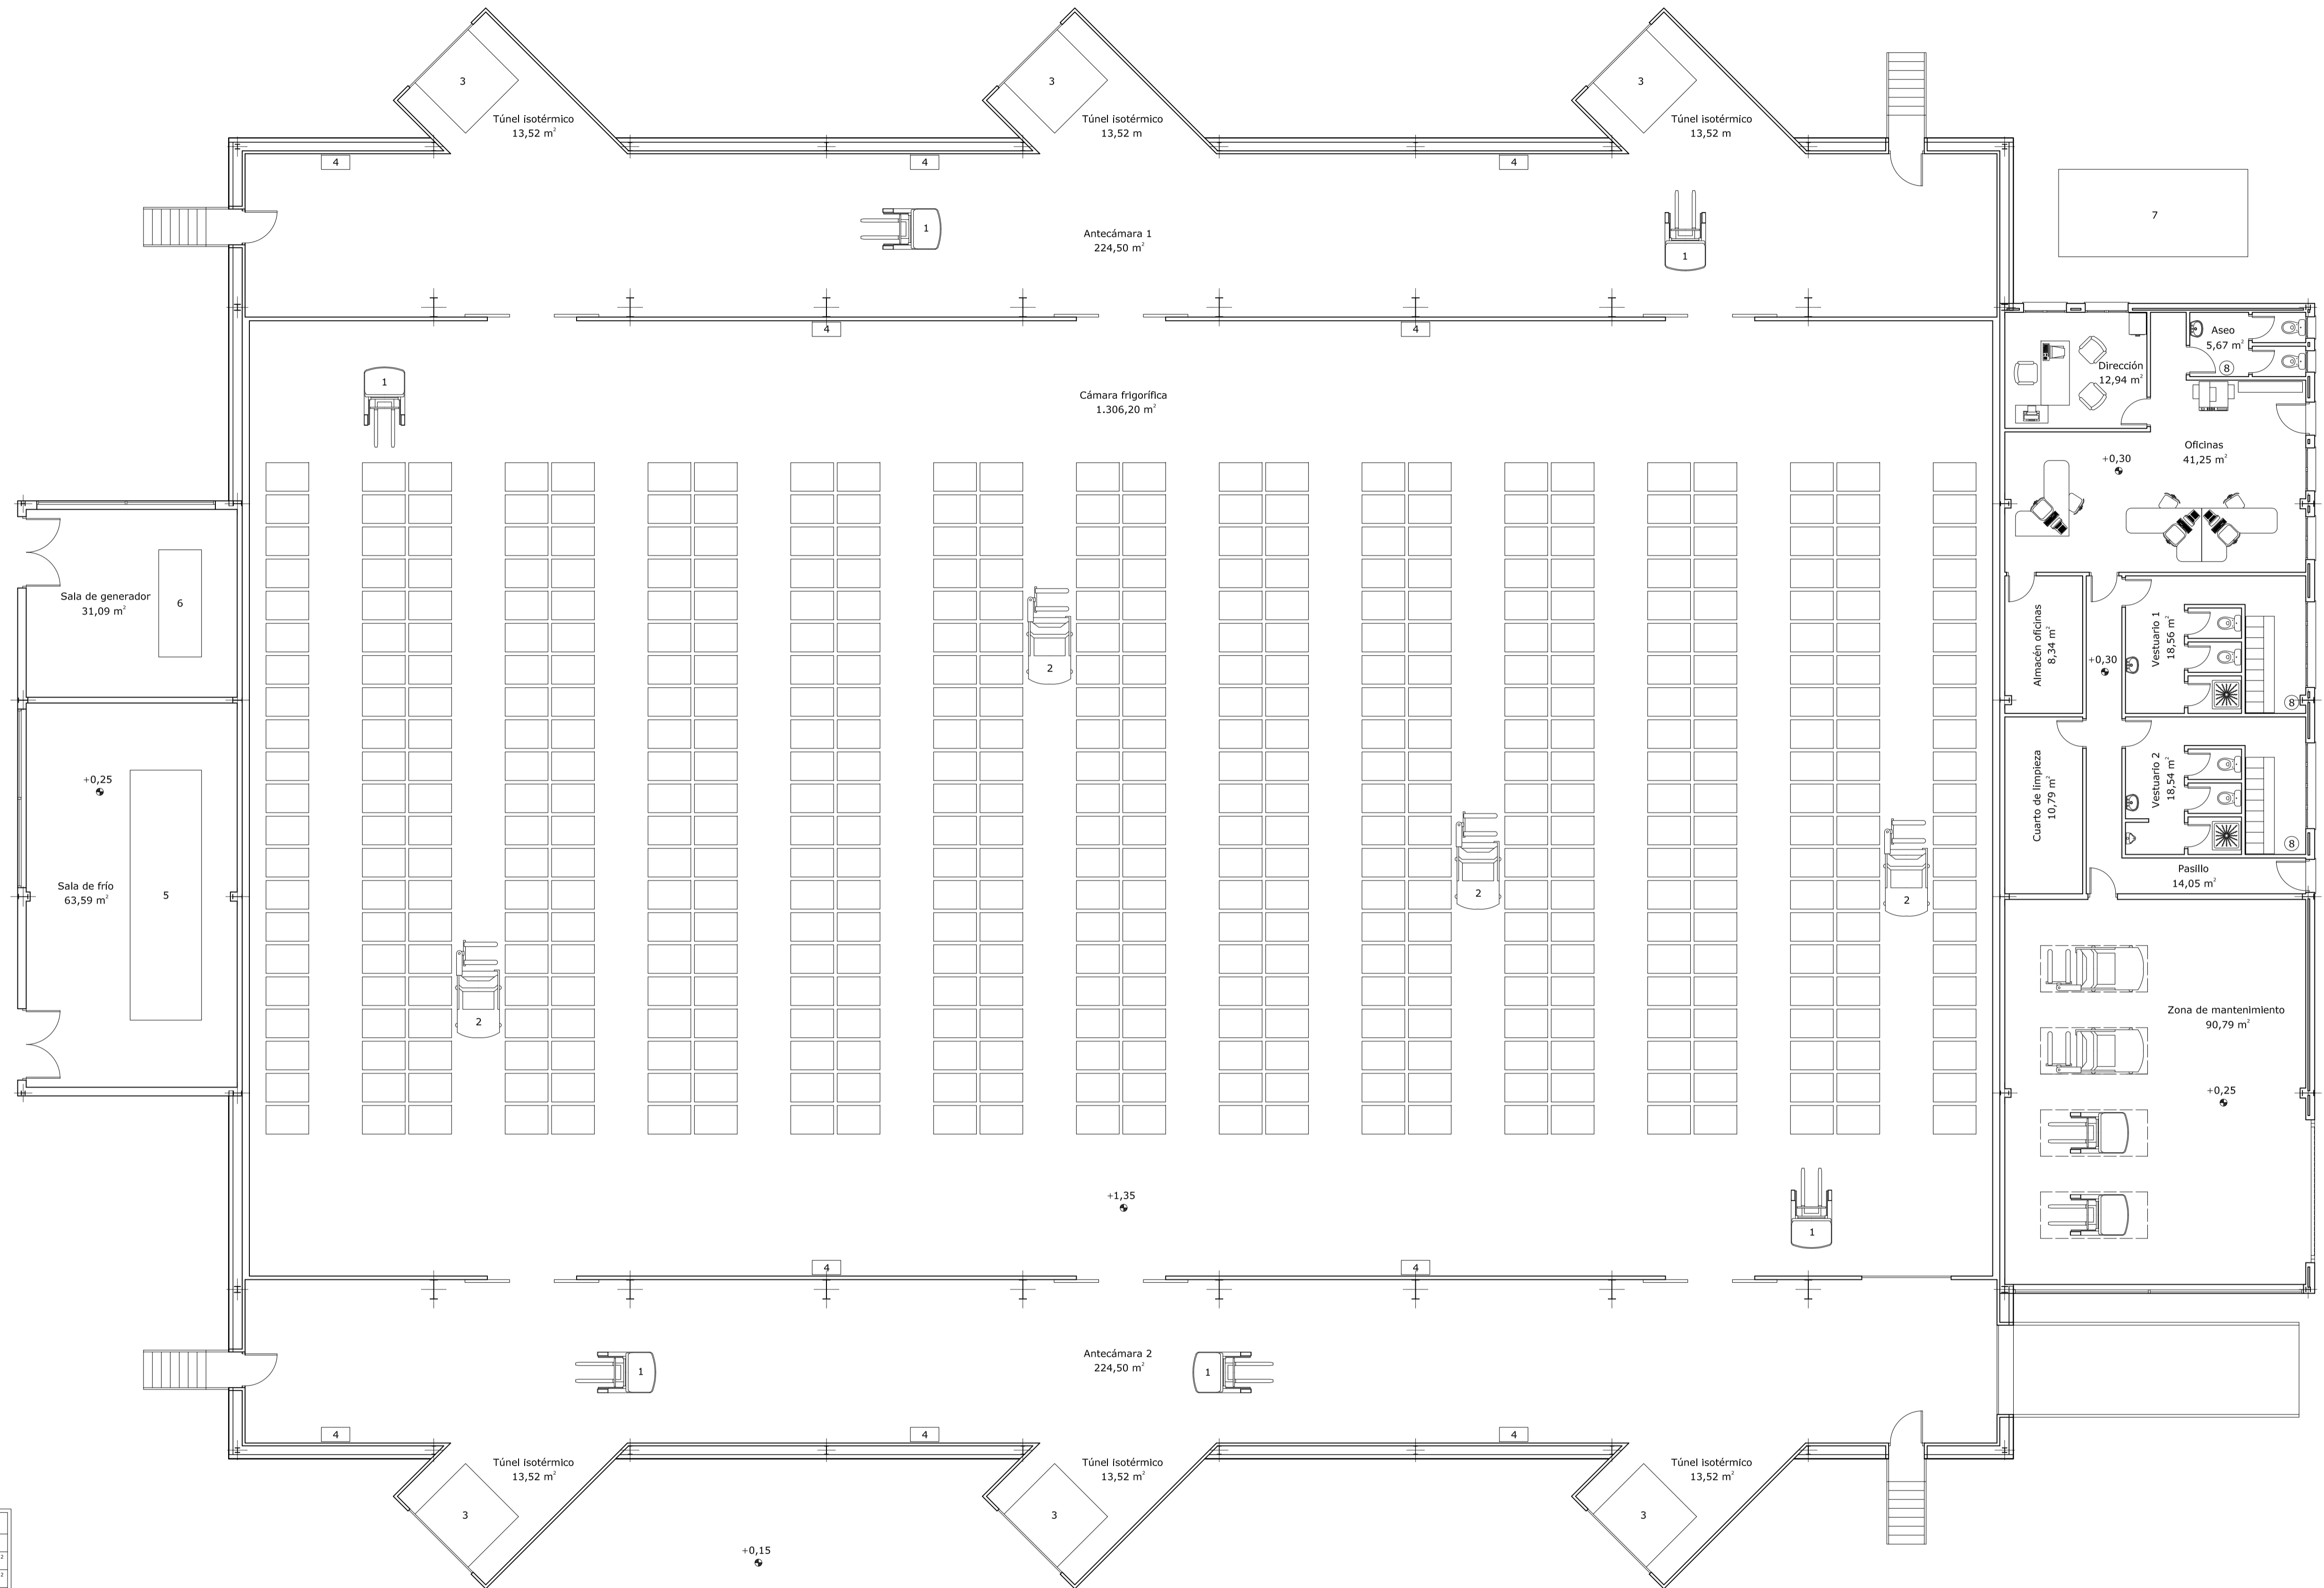 3
3
3
Túnel isotérmico
13,52 m²
Túnel isotérmico
13,52 m
Túnel isotérmico
13,52 m
4
4
4
7
1
1
Antecámara 1
224,50 m²
4
4
Aseo
5,67 m²
8
Dirección
12,94 m²
1
Cámara frigorífica
1.306,20 m²
Oficinas
41,25 m²
+0,30
Sala de generador
31,09 m²
6
2
Almacén oficinas
8,34 m²
+0,30
Vestuario 1
18,56 m²
8
+0,25
Cuarto de limpieza
10,79 m²
Vestuario 2
18,54 m²
8
Sala de frío
63,59 m²
5
2
2
Pasillo
14,05 m²
2
Zona de mantenimiento
90,79 m²
+0,25
+1,35
1
4
4
Antecámara 2
224,50 m²
1
1
4
4
4
Túnel isotérmico
13,52 m²
Túnel isotérmico
13,52 m²
Túnel isotérmico
13,52 m²
3
3
3
+0,15
2
2